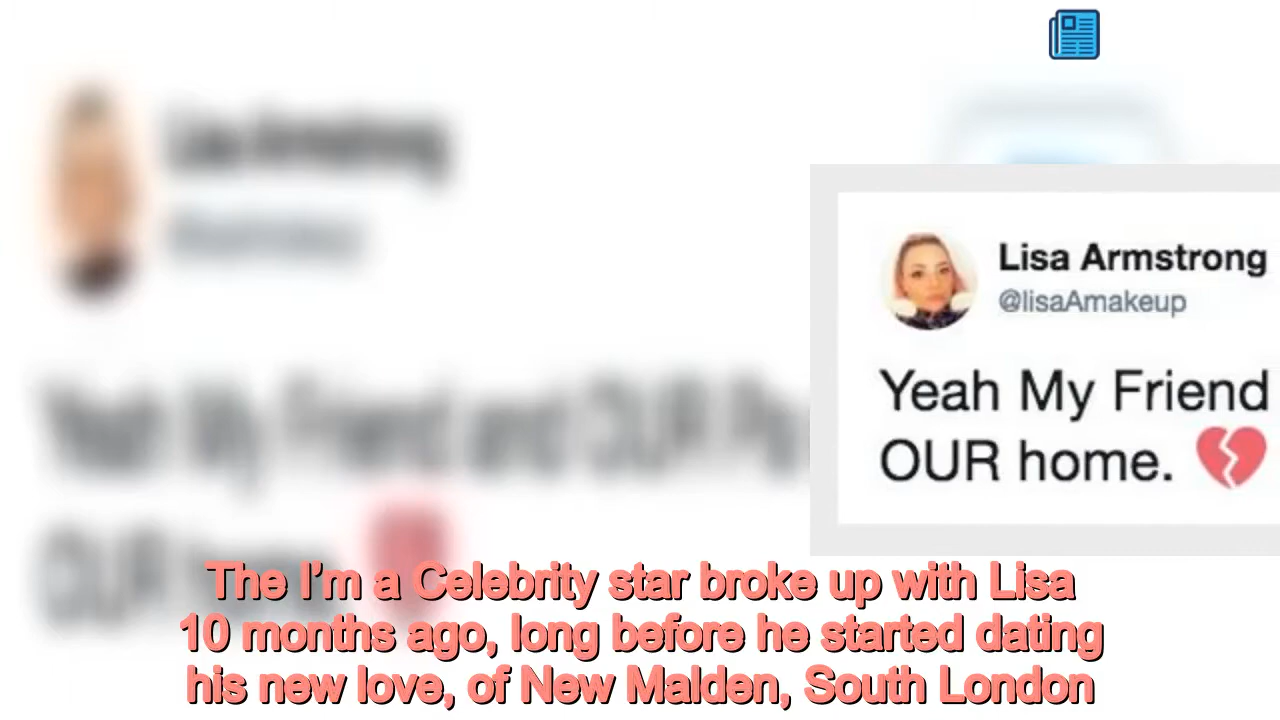 Lisa Armstrong
@lisaAmakeup
Yeah My Friend
OUR home.
The I'm a Celebrity star broke up with Lisa
10 months ago, long before he started dating
his new love, of New Malden, South London